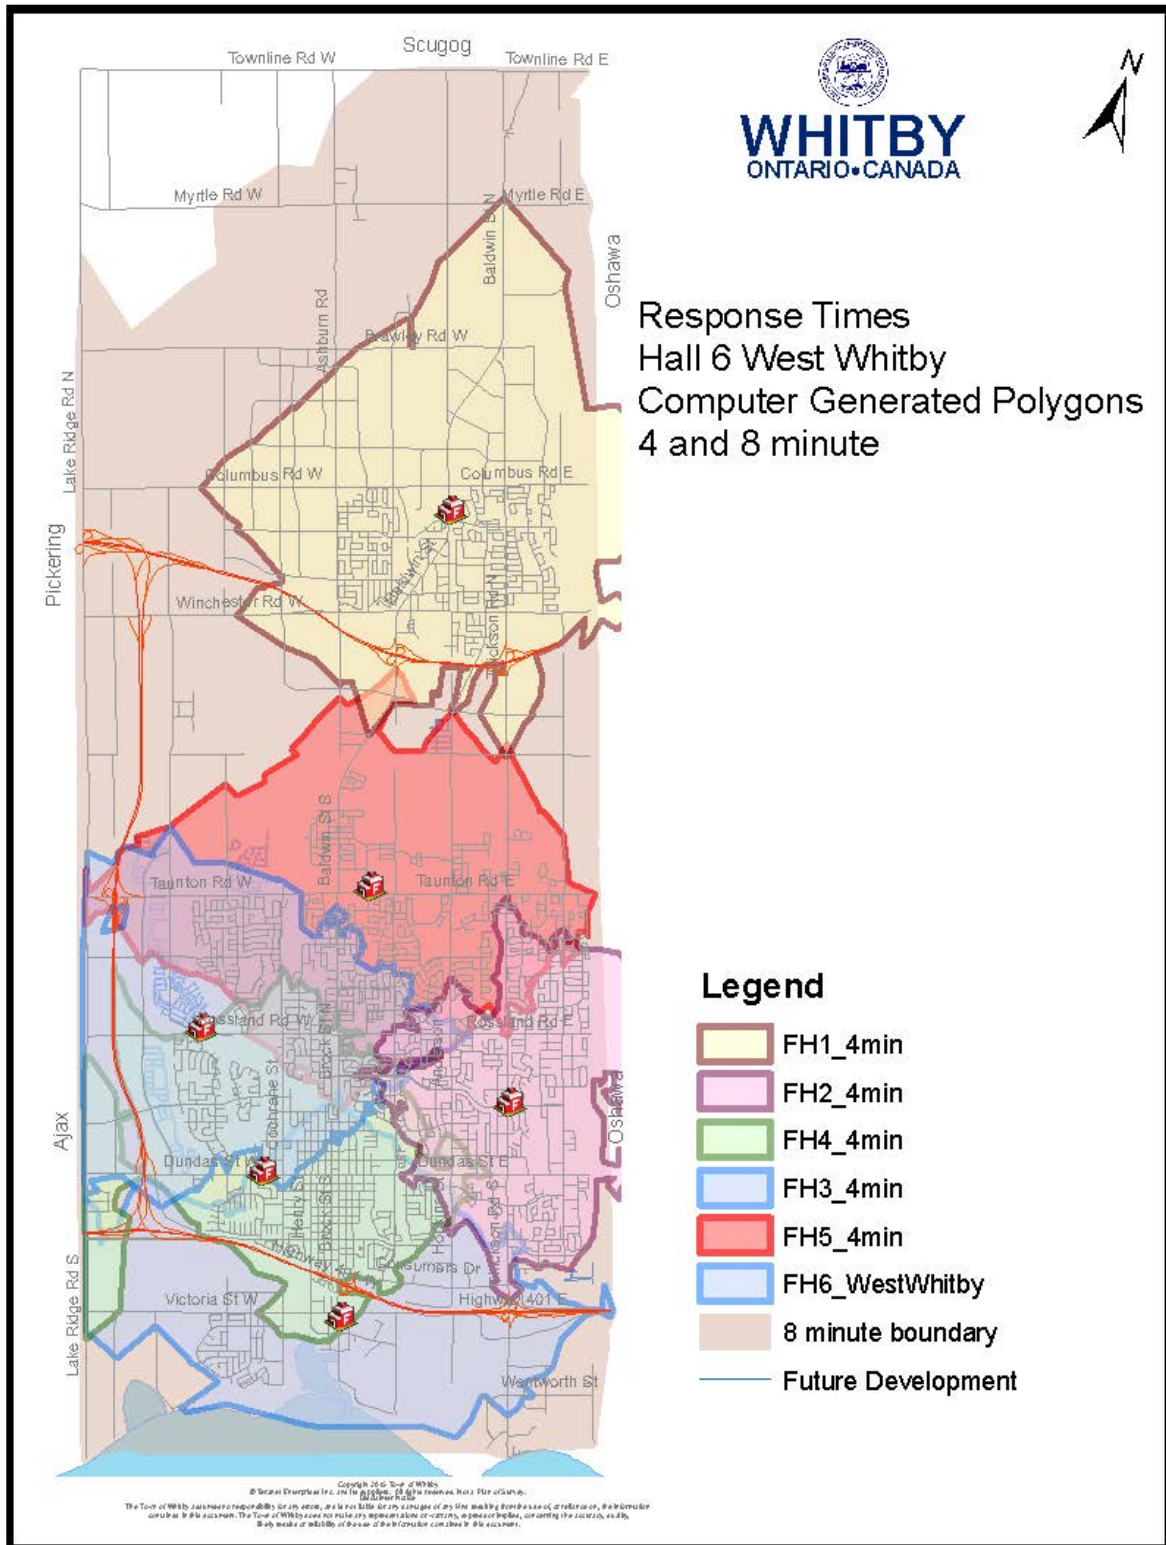 Scugog
Townline Rd W
Townline Rd E
N
WHITBY
ONTARIO•CANADA
Myrtle Rd W
Myrtle Rd E
Baldwin St N
Oshawa
Response Times
Hall 6 West Whitby
Computer Generated Polygons
4 and 8 minute
Ashburn Rd
Brawley Rd W
Lake Ridge Rd N
Columbus Rd W
Columbus Rd E
Pickering
Baldwin St
Winchester Rd W
Baldwin St S
Taunton Rd W
Taunton Rd E
Legend
FH1_4min
FH2_4min
FH4_4min
FH3_4min
FH5_4min
FH6_WestWhitby
8 minute boundary
Future Development
Rossland Rd E
Brock St N
Cochrane St
Ajax
Oshawa
Dundas St W
Dundas St E
Henry St
Brock St S
Consumers Dr
Victoria St W
Highway 401 E
Lake Ridge Rd S
Wentworth St